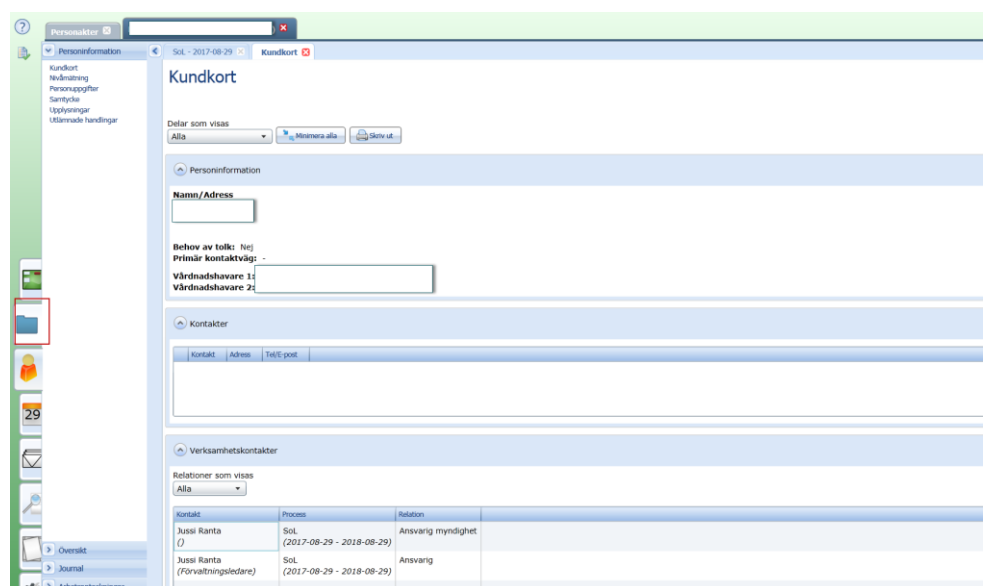 Personakter
Personinformation
SoL - 2017-08-29
Kundkort
Kundkort
Nivåmätning
Personuppgifter
Samtycke
Upplysningar
Utlämnade handlingar
Kundkort
Delar som visas
Alla
Minimera alla
Skriv ut
Personinformation
Namn/Adress
Behov av tolk: Nej
Primär kontaktväg: -
Vårdnadshavare 1:
Vårdnadshavare 2:
Kontakter
Kontakt Adress Tel/E-post
29
Verksamhetskontakter
Relationer som visas
Alla
Kontakt Process Relation
Jussi Ranta SoL Ansvarig myndighet
() (2017-08-29 - 2018-08-29)
Jussi Ranta SoL Ansvarig
(Förvaltningsledare) (2017-08-29 - 2018-08-29)
Översikt
Journal